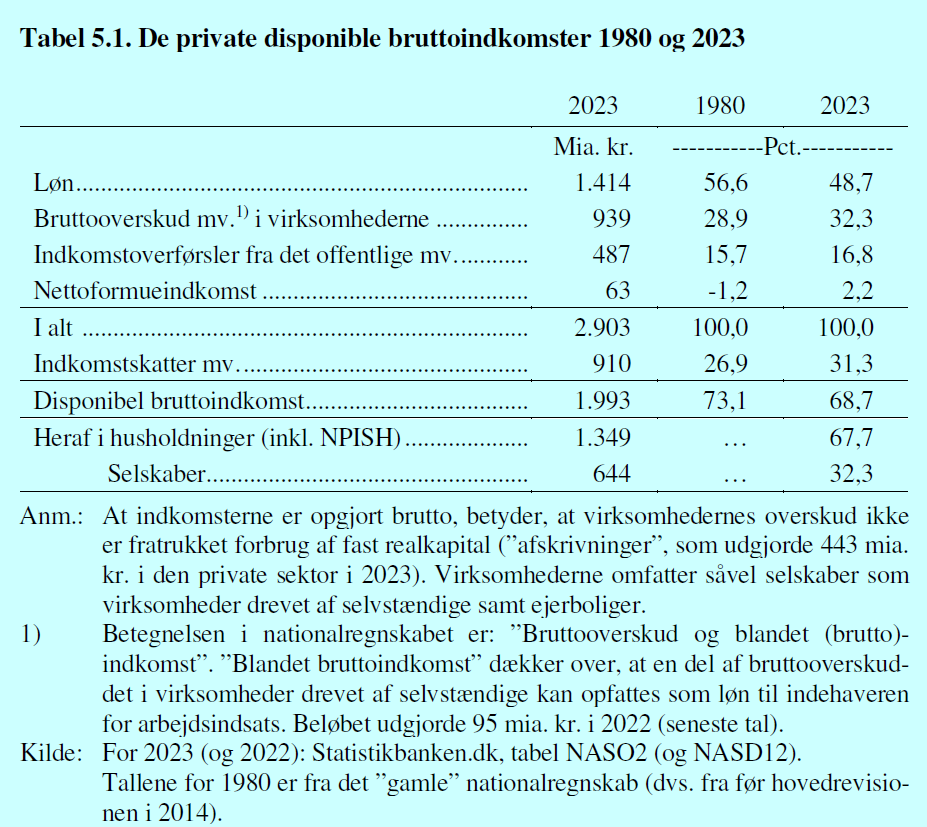 Tabel 5.1. De private disponible bruttoindkomster 1980 og 2023
2023 1980 2023
Mia. kr. -----------Pct.-----------
Løn 1.414 56,6 48,7
Bruttooverskud mv.1) i virksomhederne 939 28,9 32,3
Indkomstoverførsler fra det offentlige mv. 487 15,7 16,8
Nettoformueindkomst 63 -1,2 2,2
I alt 2.903 100,0 100,0
Indkomstskatter mv. 910 26,9 31,3
Disponibel bruttoindkomst 1.993 73,1 68,7
Heraf i husholdninger (inkl. NPISH) 1.349 … 67,7
Selskaber 644 … 32,3
Anm.: At indkomsterne er opgjort brutto, betyder, at virksomhedernes overskud ikke
er fratrukket forbrug af fast realkapital (”afskrivninger”, som udgjorde 443 mia.
kr. i den private sektor i 2023). Virksomhederne omfatter såvel selskaber som
virksomheder drevet af selvstændige samt ejerboliger.
1) Betegnelsen i nationalregnskabet er: ”Bruttooverskud og blandet (brutto)-
indkomst”. ”Blandet bruttoindkomst” dækker over, at en del af bruttooverskud-
det i virksomheder drevet af selvstændige kan opfattes som løn til indehaveren
for arbejdsindsats. Beløbet udgjorde 95 mia. kr. i 2022 (seneste tal).
Kilde: For 2023 (og 2022): Statistikbanken.dk, tabel NASO2 (og NASD12).
Tallene for 1980 er fra det ”gamle” nationalregnskab (dvs. fra før hovedrevisio-
nen i 2014).